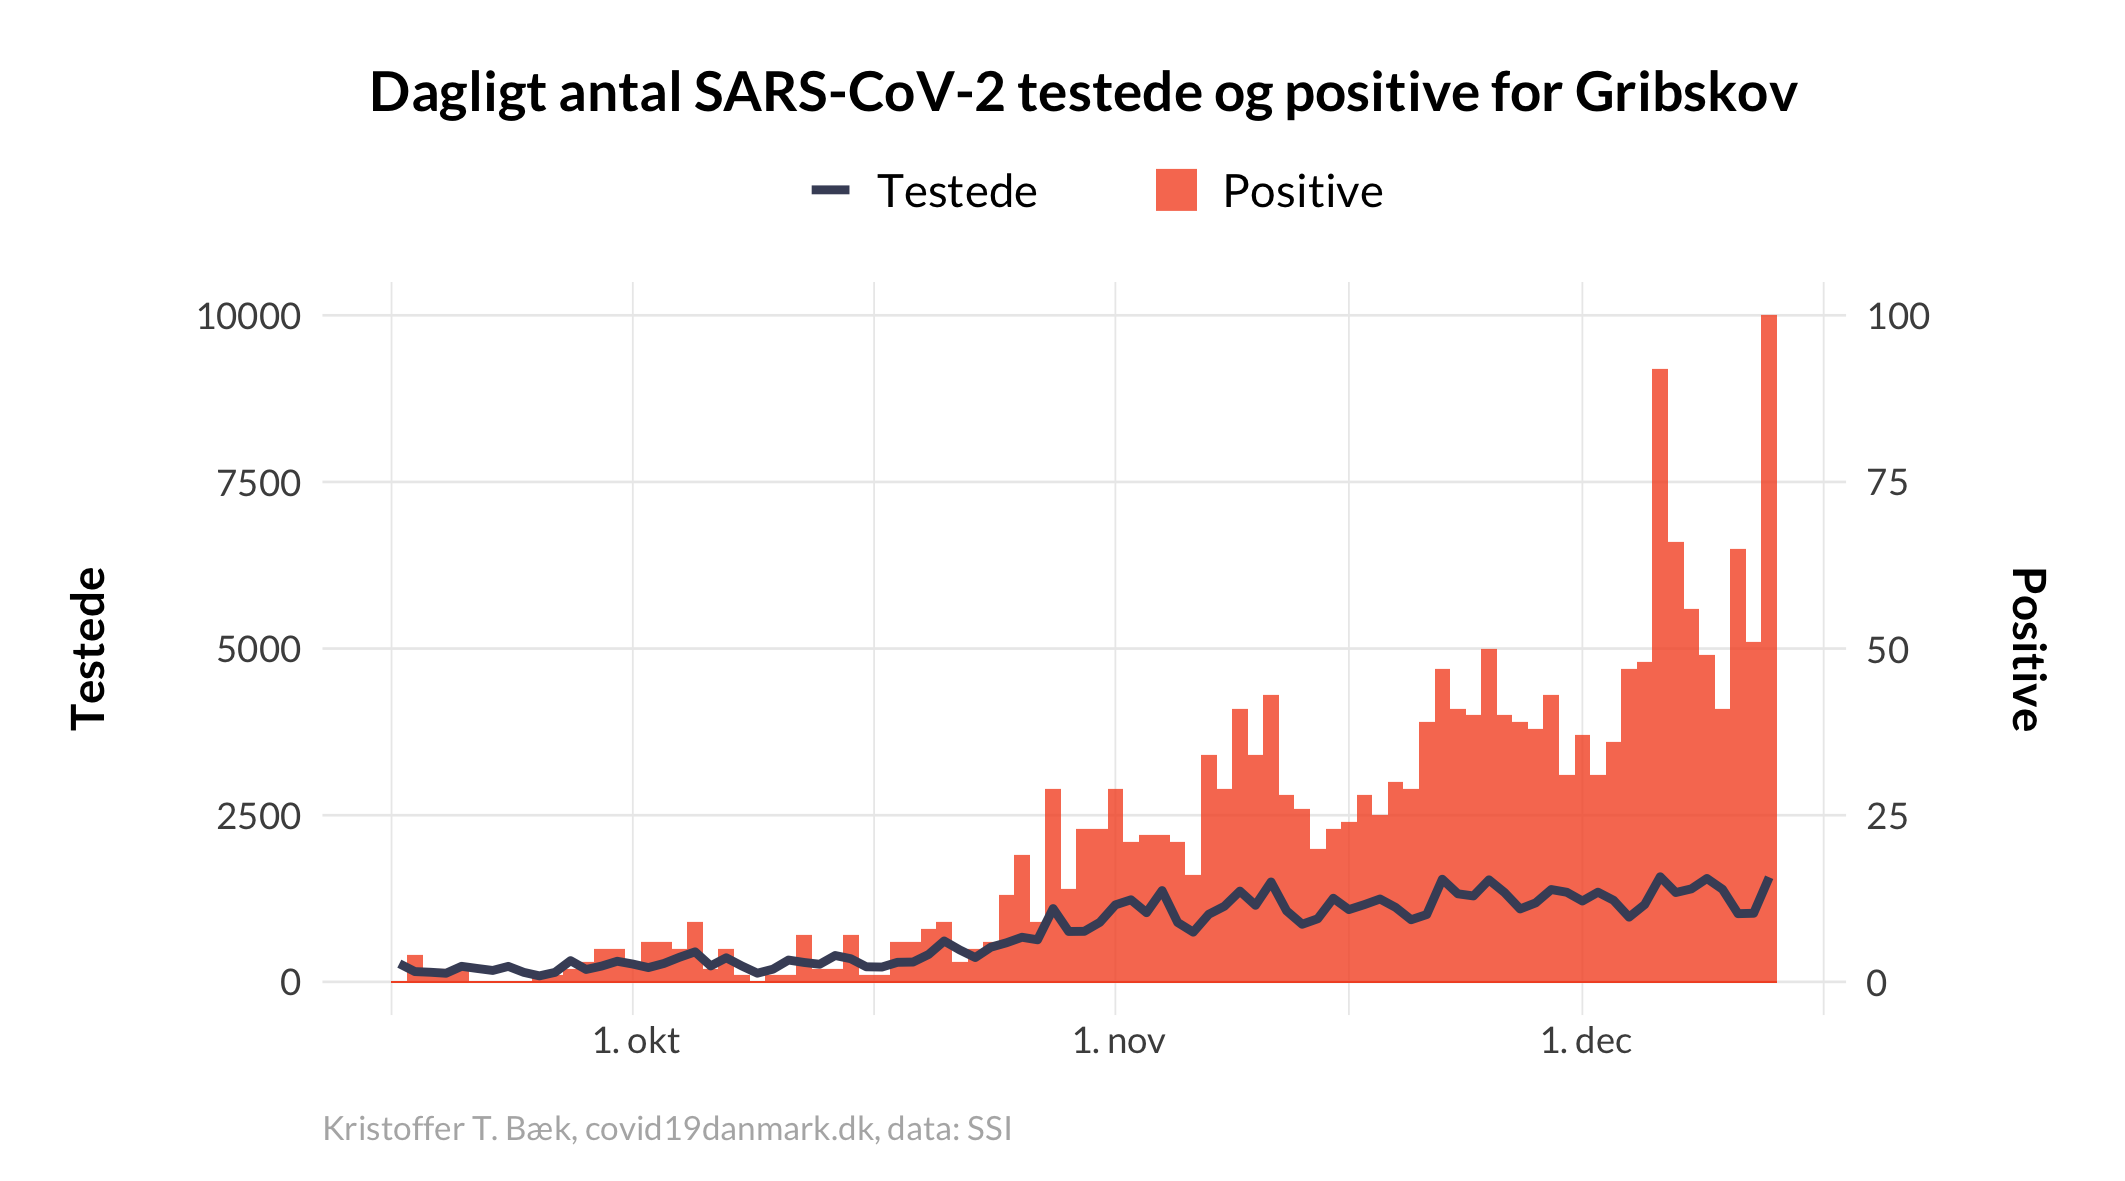 Dagligt antal SARS-CoV-2 testede og positive for Gribskov
Testede
Positive
10000
7500
5000
2500
0
Testede
100
75
50
25
0
Positive
1. okt
1. nov
1. dec
Kristoffer T. Bæk, covid19danmark.dk, data: SSI